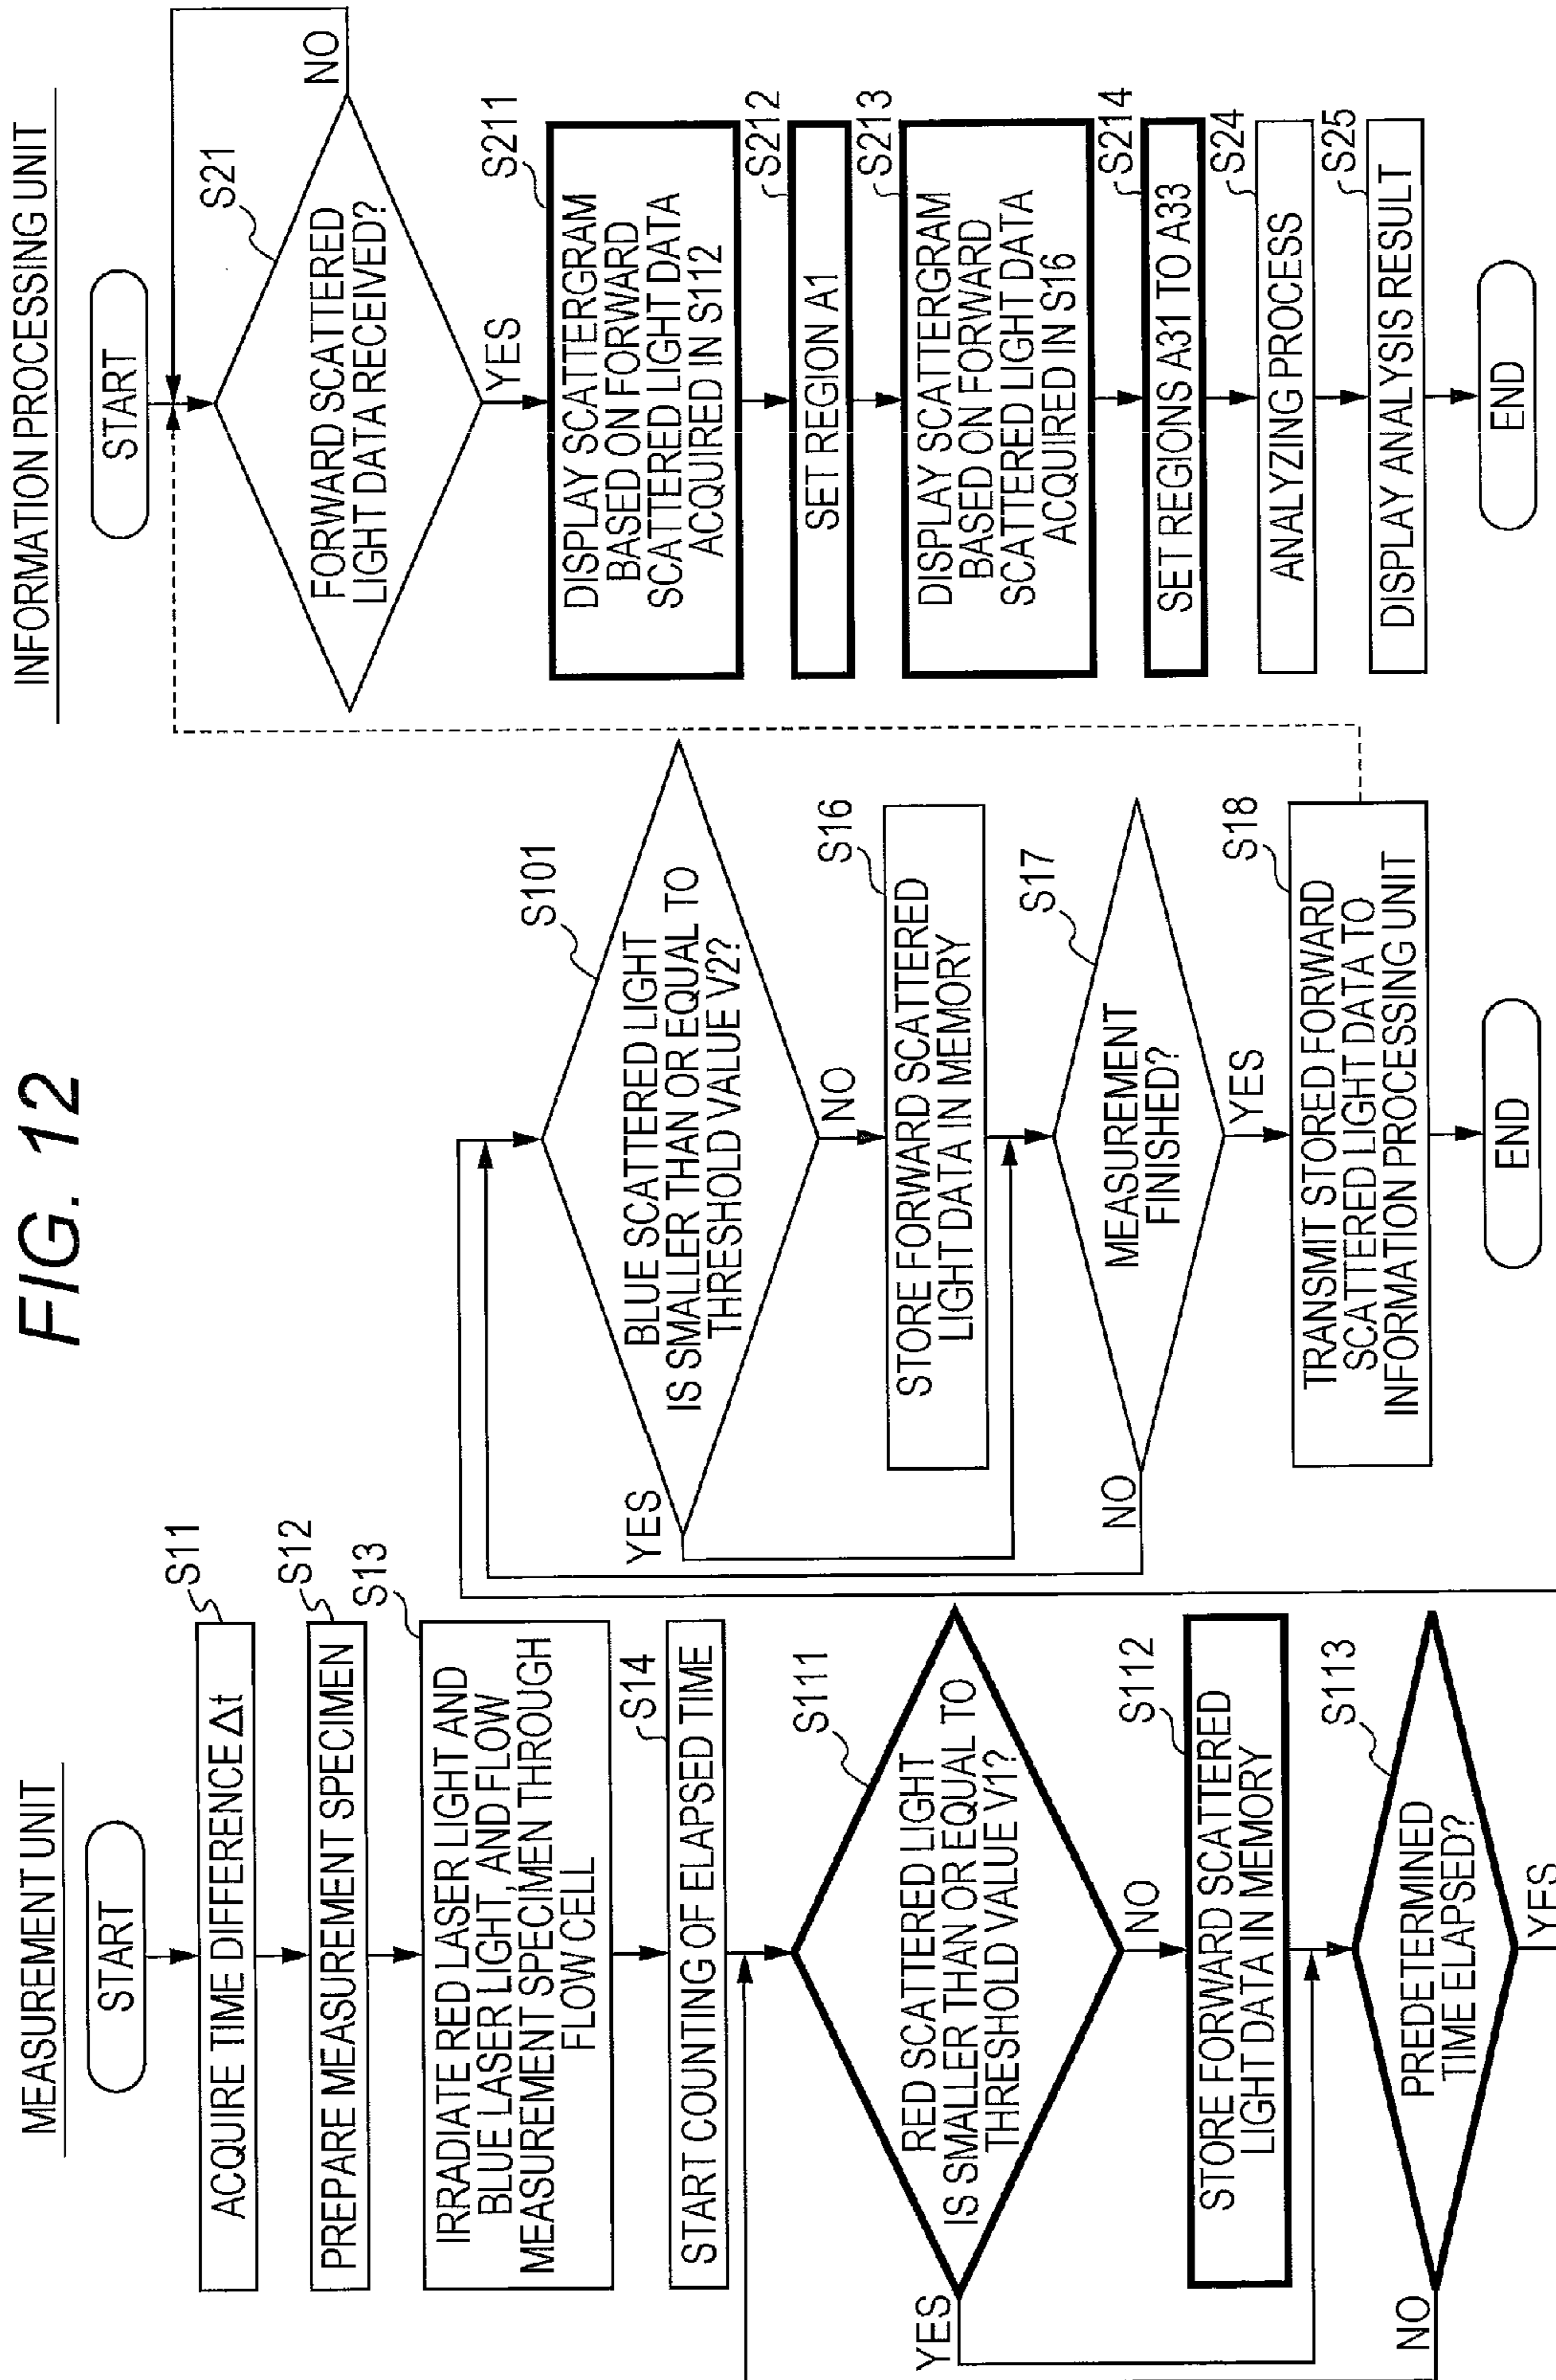 FIG. 12
MEASUREMENT UNIT
START
S11
ACQUIRE TIME DIFFERENCE Δt
S12
PREPARE MEASUREMENT SPECIMEN
S13
IRRADIATE RED LASER LIGHT AND
BLUE LASER LIGHT, AND FLOW
MEASUREMENT SPECIMEN THROUGH
FLOW CELL
S14
START COUNTING OF ELAPSED TIME
S111
RED SCATTERED LIGHT
IS SMALLER THAN OR EQUAL TO
THRESHOLD VALUE V1?
YES
NO
S112
STORE FORWARD SCATTERED
LIGHT DATA IN MEMORY
S113
PREDETERMINED
TIME ELAPSED?
NO
YES
S101
BLUE SCATTERED LIGHT
IS SMALLER THAN OR EQUAL TO
THRESHOLD VALUE V2?
YES
NO
S16
STORE FORWARD SCATTERED
LIGHT DATA IN MEMORY
S17
MEASUREMENT
FINISHED?
NO
YES
S18
TRANSMIT STORED FORWARD
SCATTERED LIGHT DATA TO
INFORMATION PROCESSING UNIT
END
INFORMATION PROCESSING UNIT
START
S21
FORWARD SCATTERED
LIGHT DATA RECEIVED?
NO
YES
S211
DISPLAY SCATTERGRAM
BASED ON FORWARD
SCATTERED LIGHT DATA
ACQUIRED IN S112
S212
SET REGION A1
S213
DISPLAY SCATTERGRAM
BASED ON FORWARD
SCATTERED LIGHT DATA
ACQUIRED IN S16
S214
SET REGIONS A31 TO A33
S24
ANALYZING PROCESS
S25
DISPLAY ANALYSIS RESULT
END